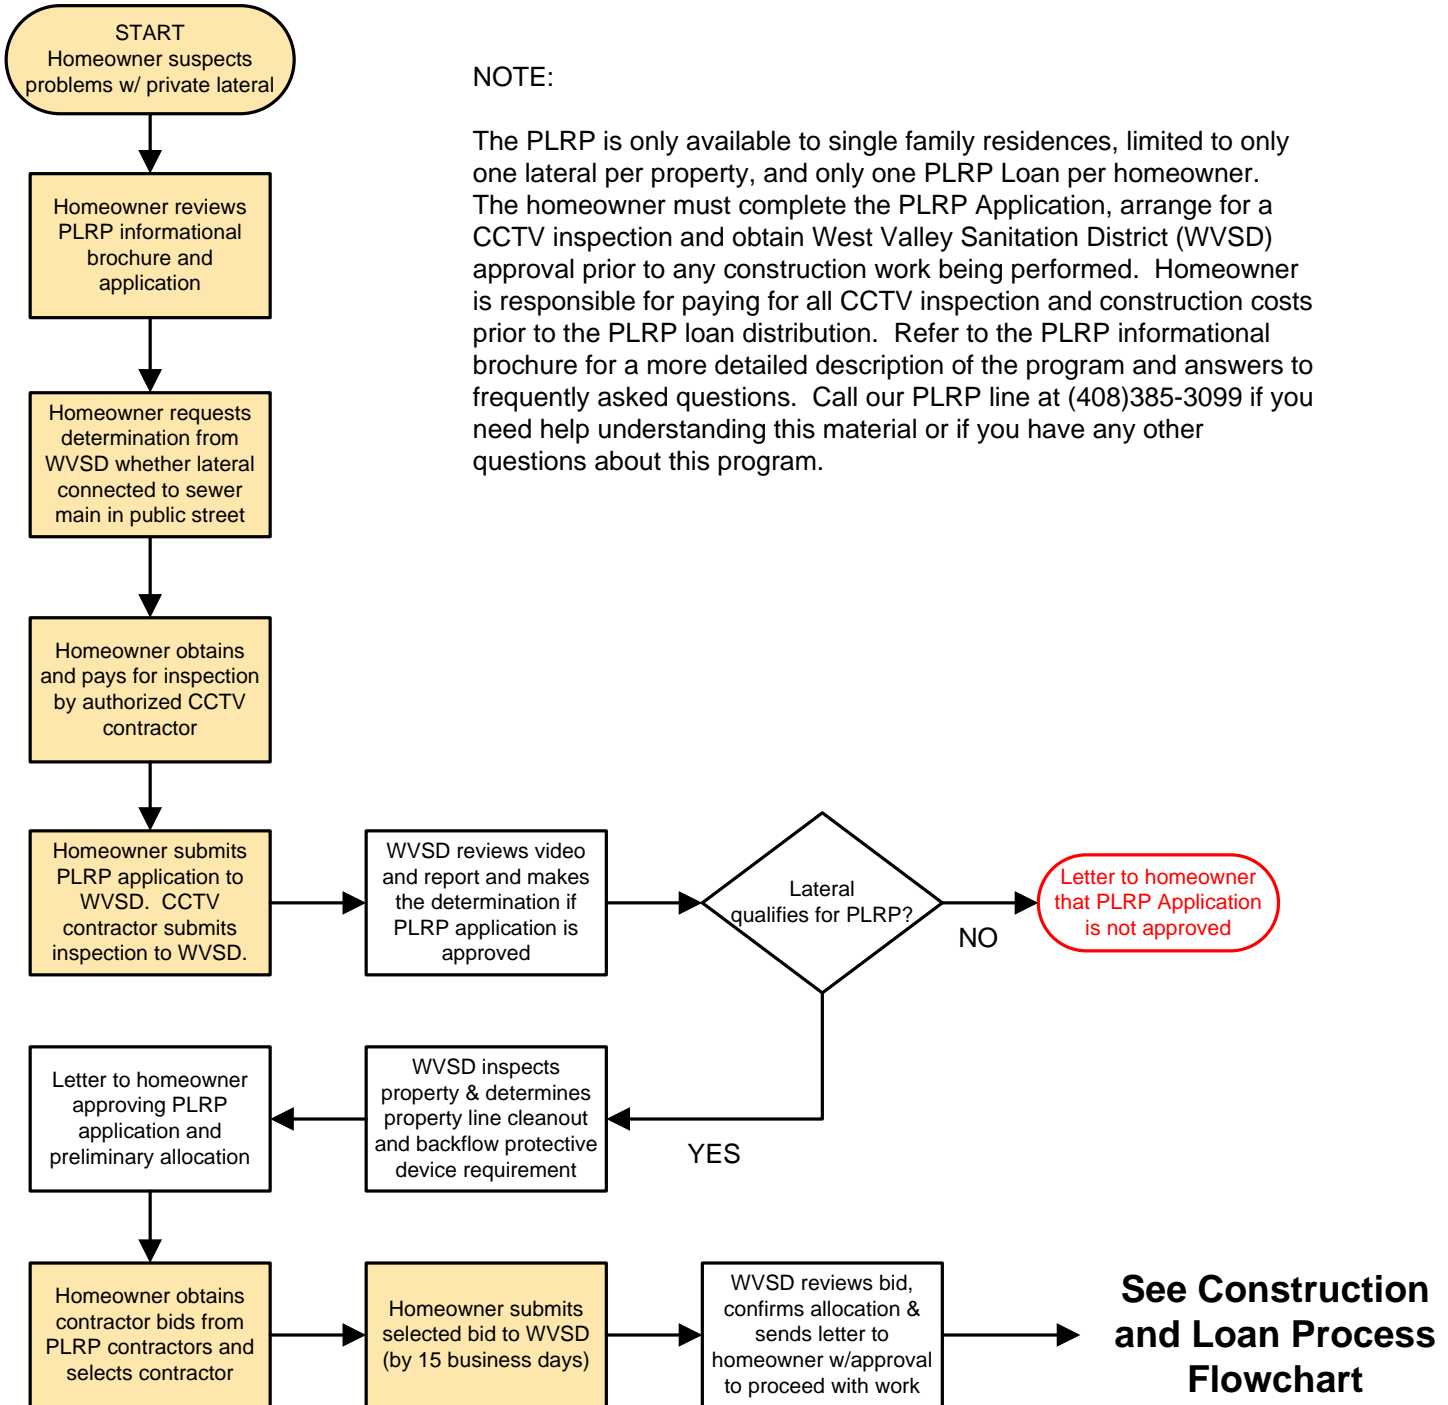 START
Homeowner suspects
problems w/ private lateral
NOTE:
The PLRP is only available to single family residences, limited to only
one lateral per property, and only one PLRP Loan per homeowner.
The homeowner must complete the PLRP Application, arrange for a
CCTV inspection and obtain West Valley Sanitation District (WVSD)
approval prior to any construction work being performed.  Homeowner
is responsible for paying for all CCTV inspection and construction costs
prior to the PLRP loan distribution.  Refer to the PLRP informational
brochure for a more detailed description of the program and answers to
frequently asked questions.  Call our PLRP line at (408)385-3099 if you
need help understanding this material or if you have any other
questions about this program.
Homeowner reviews
PLRP informational
brochure and
application
Homeowner requests
determination from
WVSD whether lateral
connected to sewer
main in public street
Homeowner obtains
and pays for inspection
by authorized CCTV
contractor
Homeowner submits
PLRP application to
WVSD.  CCTV
contractor submits
inspection to WVSD.
WVSD reviews video
and report and makes
the determination if
PLRP application is
approved
Lateral
qualifies for PLRP?
NO
Letter to homeowner
that PLRP Application
is not approved
YES
WVSD inspects
property & determines
property line cleanout
and backflow protective
device requirement
Letter to homeowner
approving PLRP
application and
preliminary allocation
Homeowner obtains
contractor bids from
PLRP contractors and
selects contractor
Homeowner submits
selected bid to WVSD
(by 15 business days)
WVSD reviews bid,
confirms allocation &
sends letter to
homeowner w/approval
to proceed with work
See Construction
and Loan Process
Flowchart